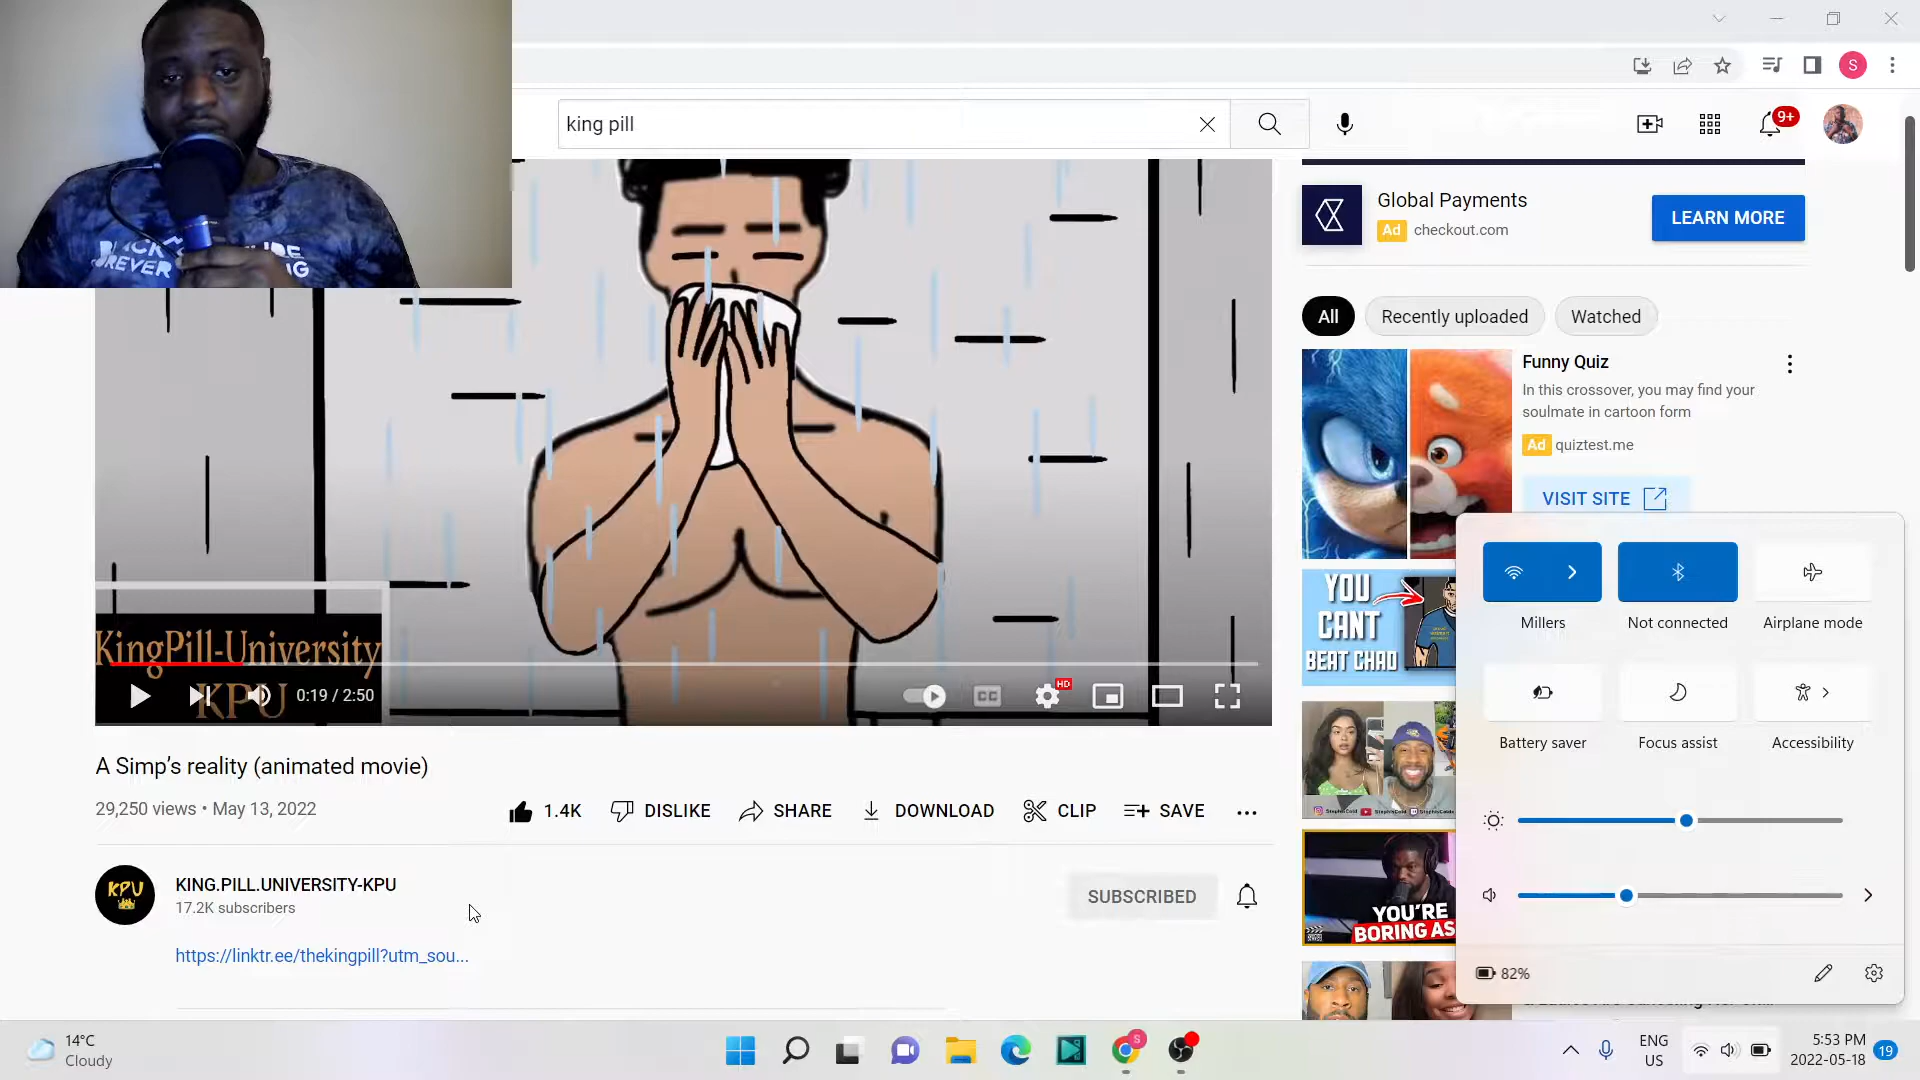 S
king pill
9+
BLACK
FOREVER
Global Payments
Ad checkout.com
LEARN MORE
All
Recently uploaded
Watched
Funny Quiz
In this crossover, you may find your
soulmate in cartoon form
Ad quiztest.me
VISIT SITE
YOU
CANT
BEAT CHAD
YOU'RE
BORING AS
KingPill-University
KPU
0:19 / 2:50
CC
HD
A Simp’s reality (animated movie)
29,250 views • May 13, 2022
1.4K
DISLIKE
SHARE
DOWNLOAD
CLIP
SAVE
KPU
KING.PILL.UNIVERSITY-KPU
17.2K subscribers
SUBSCRIBED
https://linktr.ee/thekingpill?utm_sou...
Millers
Not connected
Airplane mode
Battery saver
Focus assist
Accessibility
82%
14°C
Cloudy
S
ENG
US
5:53 PM
2022-05-18
19